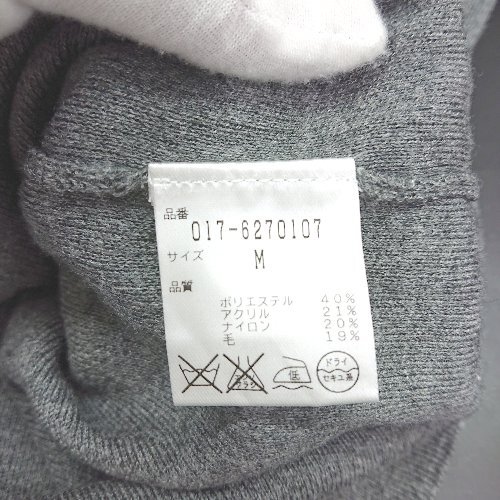 品番
017-6270107
サイズ M
品質
ポリエステル 40%
アクリル 21%
ナイロン 20%
毛 19%
低 ドライ
セキユ系